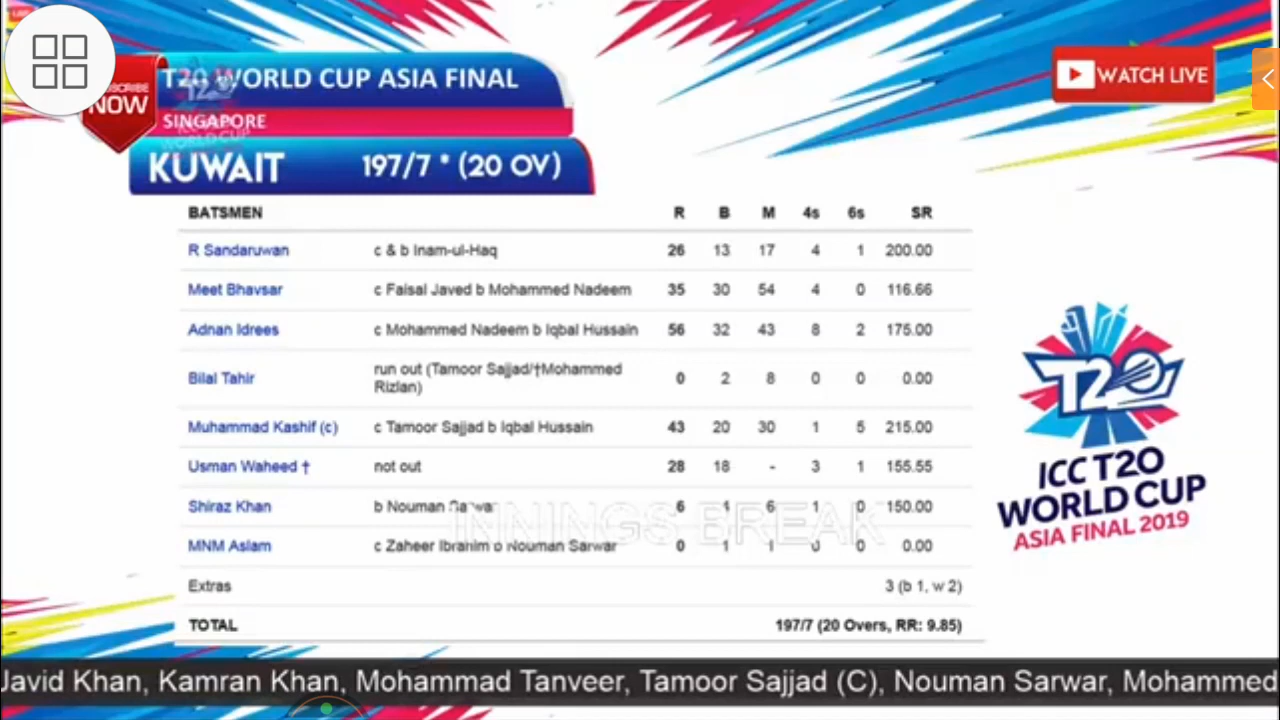 T20 WORLD CUP ASIA FINAL
NOW
SINGAPORE
KUWAIT 197/7 * (20 OV)
WATCH LIVE
BATSMEN R B M 4s 6s SR
R Sandaruwan c & b Inam-ul-Haq 26 13 17 4 1 200.00
Meet Bhavsar c Faisal Javed b Mohammed Nadeem 35 30 54 4 0 116.66
Adnan Idrees c Mohammed Nadeem b Iqbal Hussain 56 32 43 8 2 175.00
Bilal Tahir run out (Tamoor Sajjad/†Mohammed Rizlan) 0 2 8 0 0 0.00
Muhammad Kashif (c) c Tamoor Sajjad b Iqbal Hussain 43 20 30 1 5 215.00
Usman Waheed † not out 28 18 - 3 1 155.55
Shiraz Khan b Nouman Sarwar 6 4 6 1 0 150.00
INNINGS BREAK
MNM Aslam c Zaheer Ibrahim b Nouman Sarwar 0 1 1 0 0 0.00
Extras 3 (b 1, w 2)
TOTAL 197/7 (20 Overs, RR: 9.85)
T20
ICC T20
WORLD CUP
ASIA FINAL 2019
Javid Khan, Kamran Khan, Mohammad Tanveer, Tamoor Sajjad (C), Nouman Sarwar, Mohammed